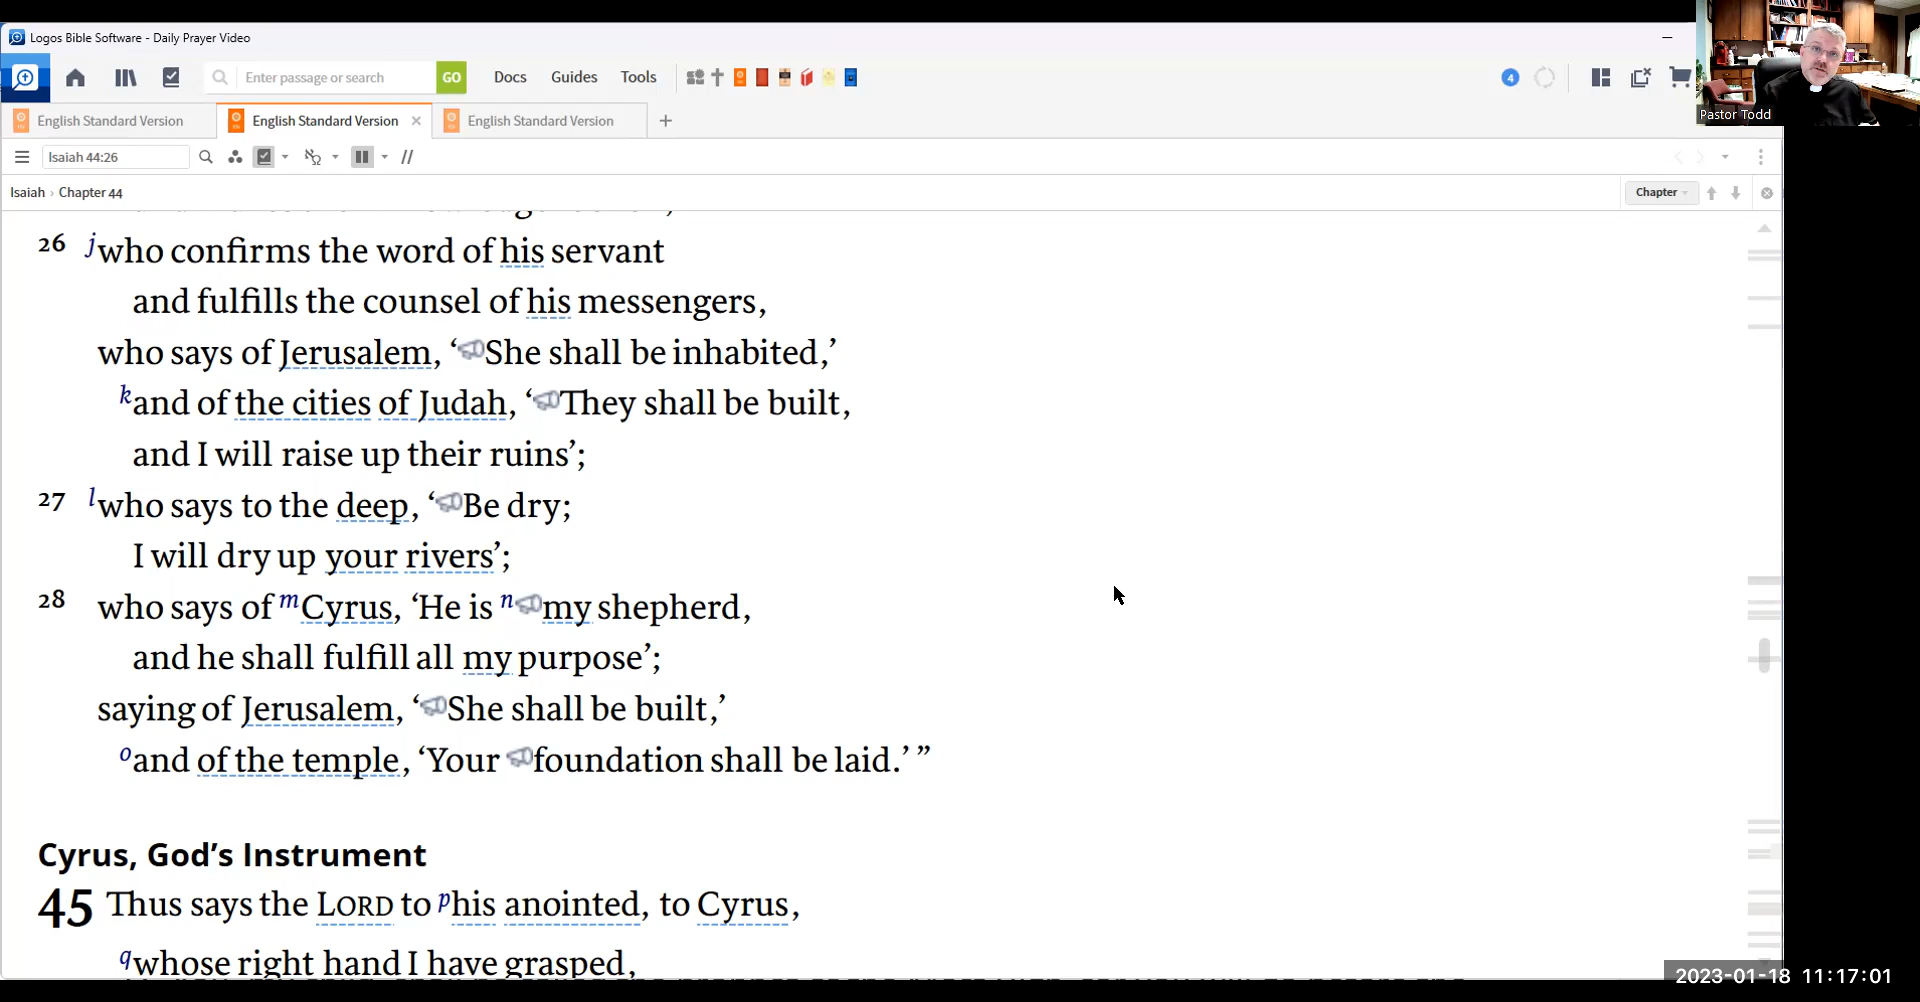 Logos Bible Software - Daily Prayer Video
Enter passage or search GO Docs Guides Tools 4
Pastor Todd
English Standard Version English Standard Version × English Standard Version +
Isaiah 44:26
Isaiah › Chapter 44 Chapter
26 j who confirms the word of his servant
and fulfills the counsel of his messengers,
who says of Jerusalem, ‘She shall be inhabited,’
k and of the cities of Judah, ‘They shall be built,
and I will raise up their ruins’;
27 l who says to the deep, ‘Be dry;
I will dry up your rivers’;
28 who says of m Cyrus, ‘He is n my shepherd,
and he shall fulfill all my purpose’;
saying of Jerusalem, ‘She shall be built,’
o and of the temple, ‘Your foundation shall be laid.’ ”
Cyrus, God’s Instrument
45 Thus says the LORD to p his anointed, to Cyrus,
q whose right hand I have grasped,
2023-01-18 11:17:01